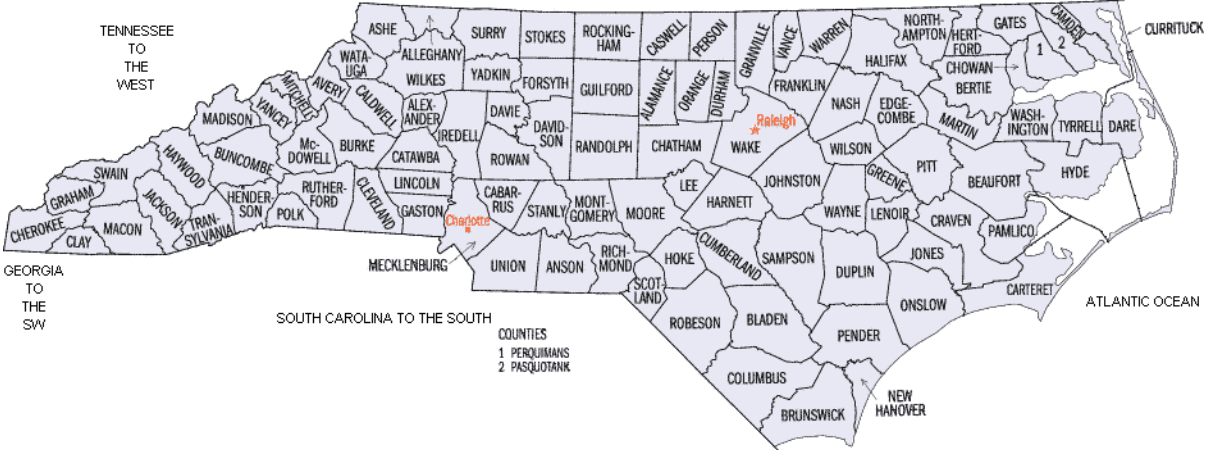 TENNESSEE
TO
THE
WEST
ASHE
ALLEGHANY
SURRY
STOKES
ROCKING-
HAM
CASWELL
PERSON
GRANVILLE
VANCE
WARREN
NORTH-
AMPTON
HERT-
FORD
GATES
CAMDEN
CURRITUCK
1
2
WATA-
UGA
WILKES
YADKIN
FORSYTH
GUILFORD
ALAMANCE
ORANGE
DURHAM
FRANKLIN
HALIFAX
CHOWAN
BERTIE
MITCHELL
AVERY
CALDWELL
ALEX-
ANDER
IREDELL
DAVIE
DAVID-
SON
RANDOLPH
CHATHAM
Raleigh
WAKE
NASH
EDGE-
COMBE
MARTIN
WASH-
INGTON
TYRRELL
DARE
MADISON
YANCEY
Mc-
DOWELL
BURKE
CATAWBA
ROWAN
WILSON
PITT
BEAUFORT
HYDE
SWAIN
HAYWOOD
BUNCOMBE
RUTHER-
FORD
CLEVELAND
LINCOLN
GASTON
CABAR-
RUS
STANLY
MONT-
GOMERY
MOORE
LEE
HARNETT
JOHNSTON
GREENE
WAYNE
LENOIR
CRAVEN
PAMLICO
GRAHAM
CHEROKEE
CLAY
MACON
JACKSON
TRAN-
SYLVANIA
HENDER-
SON
POLK
Charlotte
MECKLENBURG
UNION
ANSON
RICH-
MOND
SCOT-
LAND
HOKE
CUMBERLAND
SAMPSON
DUPLIN
JONES
ONSLOW
CARTERET
GEORGIA
TO
THE
SW
SOUTH CAROLINA TO THE SOUTH
ATLANTIC OCEAN
ROBESON
BLADEN
PENDER
COLUMBUS
BRUNSWICK
NEW
HANOVER
COUNTIES
1 PERQUIMANS
2 PASQUOTANK